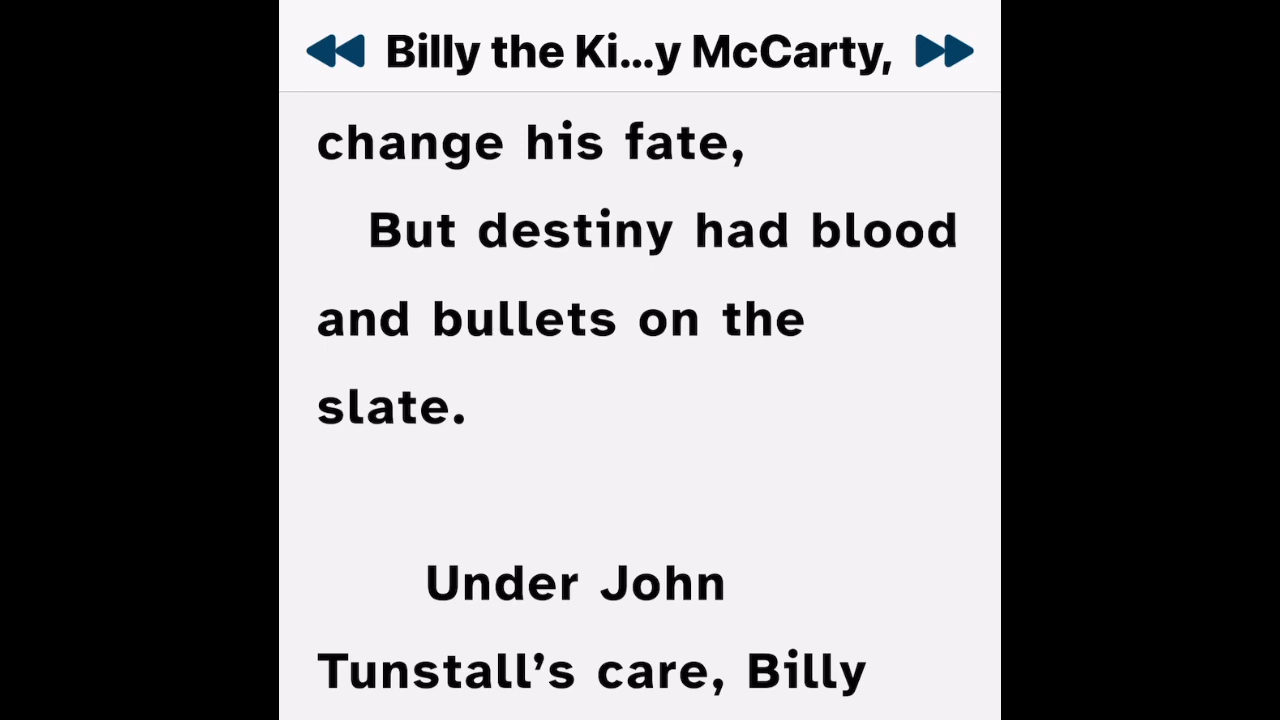 Billy the Ki...y McCarty,
change his fate,
But destiny had blood
and bullets on the
slate.
Under John
Tunstall’s care, Billy